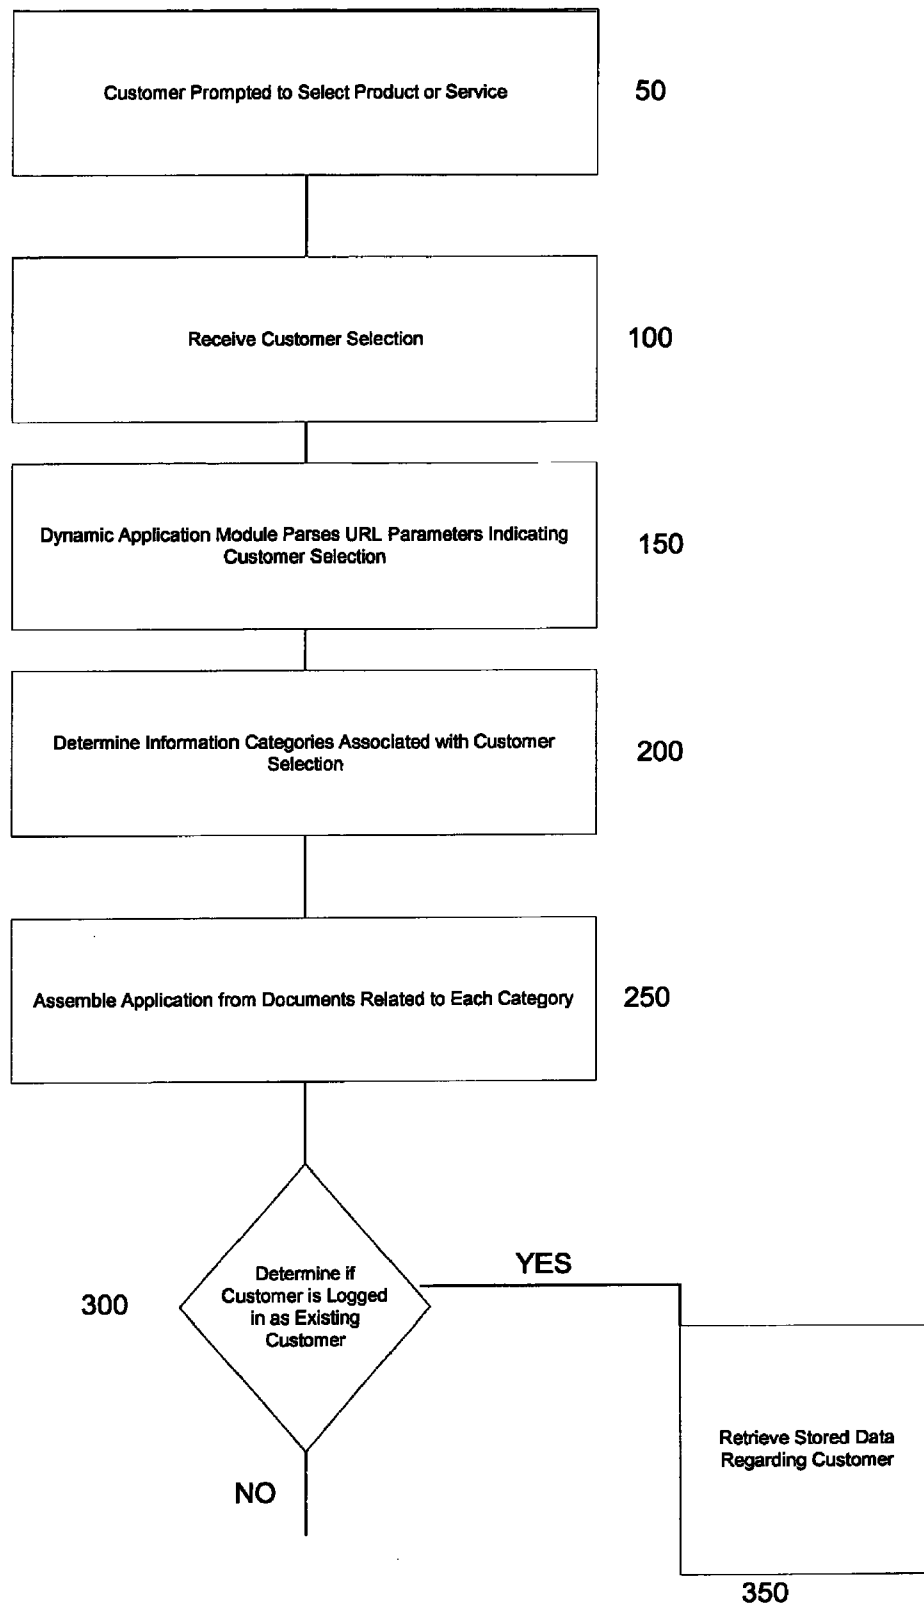 Customer Prompted to Select Product or Service
50
Receive Customer Selection
100
Dynamic Application Module Parses URL Parameters Indicating
Customer Selection
150
Determine Information Categories Associated with Customer
Selection
200
Assemble Application from Documents Related to Each Category
250
300
Determine if
Customer is Logged
in as Existing
Customer
YES
NO
Retrieve Stored Data
Regarding Customer
350